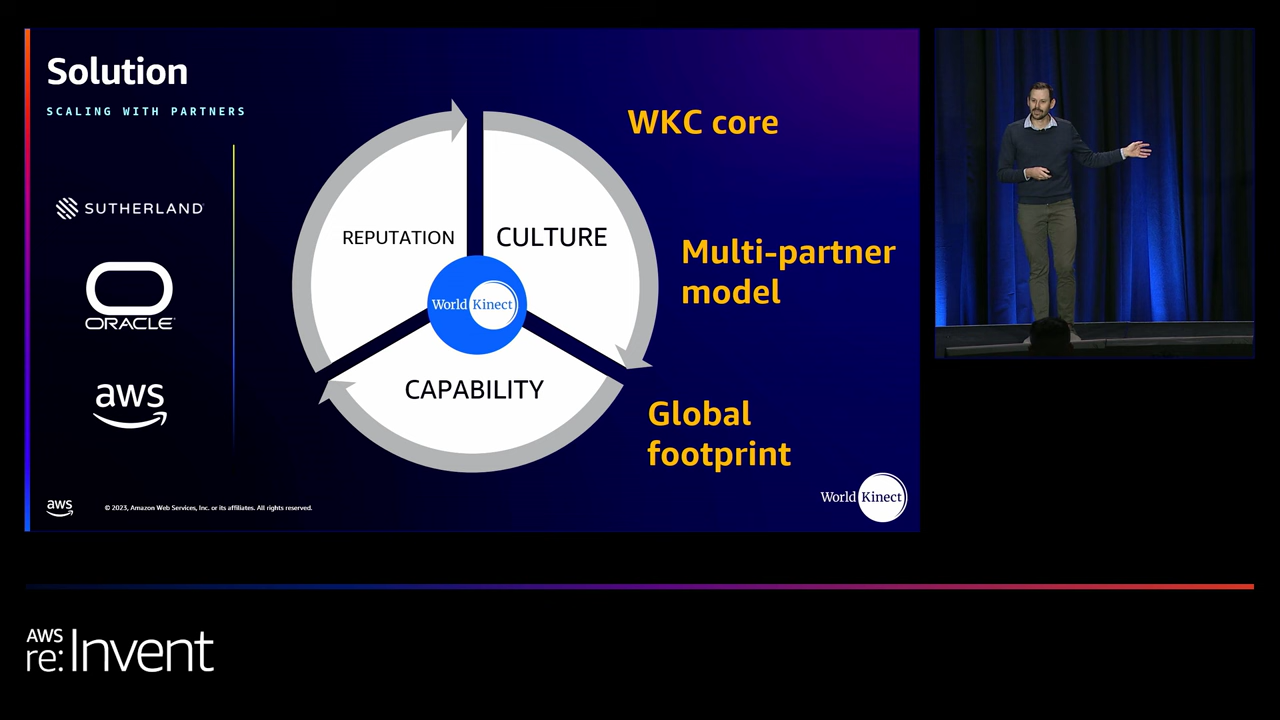 Solution
SCALING WITH PARTNERS
SUTHERLAND
ORACLE
aws
REPUTATION
CULTURE
World Kinect
CAPABILITY
WKC core
Multi-partner
model
Global
footprint
aws
© 2023, Amazon Web Services, Inc. or its affiliates. All rights reserved.
World Kinect
AWS
re:Invent